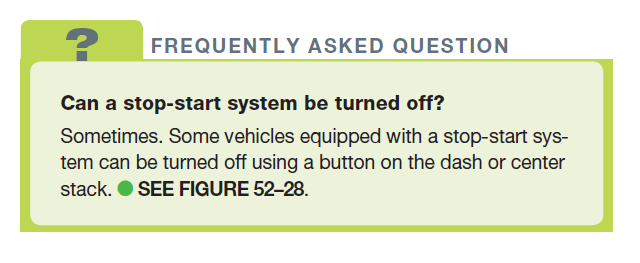 ?
FREQUENTLY ASKED QUESTION
Can a stop-start system be turned off?
Sometimes. Some vehicles equipped with a stop-start sys-
tem can be turned off using a button on the dash or center
stack. ● SEE FIGURE 52–28.